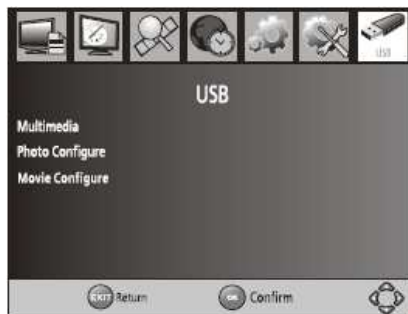 USB
USB
Multimedia
Photo Configure
Movie Configure
EXIT Return OK Confirm